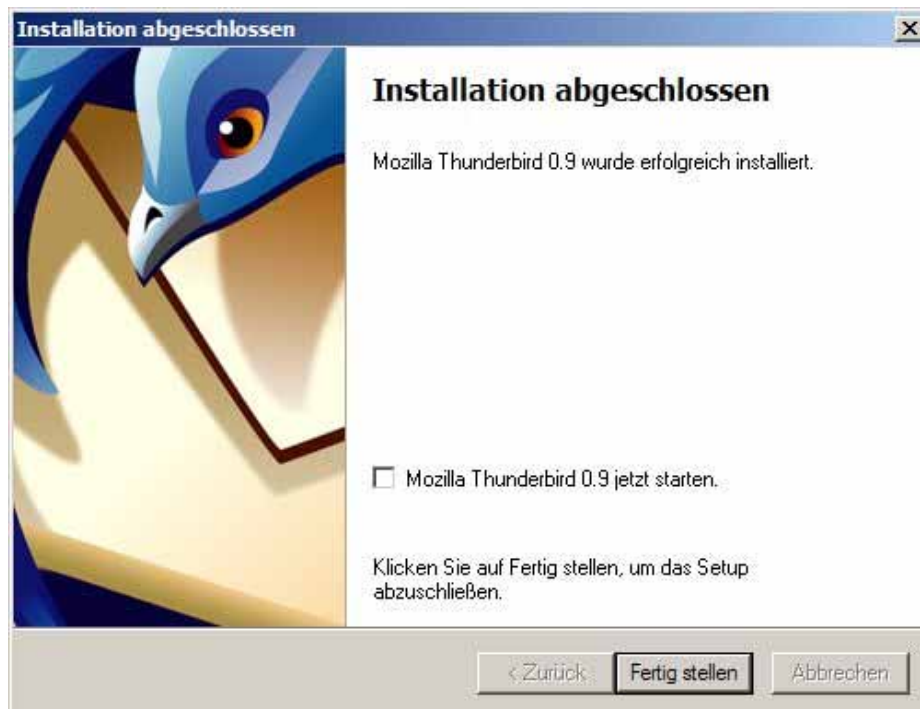 Installation abgeschlossen
Installation abgeschlossen
Mozilla Thunderbird 0.9 wurde erfolgreich installiert.
Mozilla Thunderbird 0.9 jetzt starten.
Klicken Sie auf Fertig stellen, um das Setup
abzuschließen.
< Zurück Fertig stellen Abbrechen